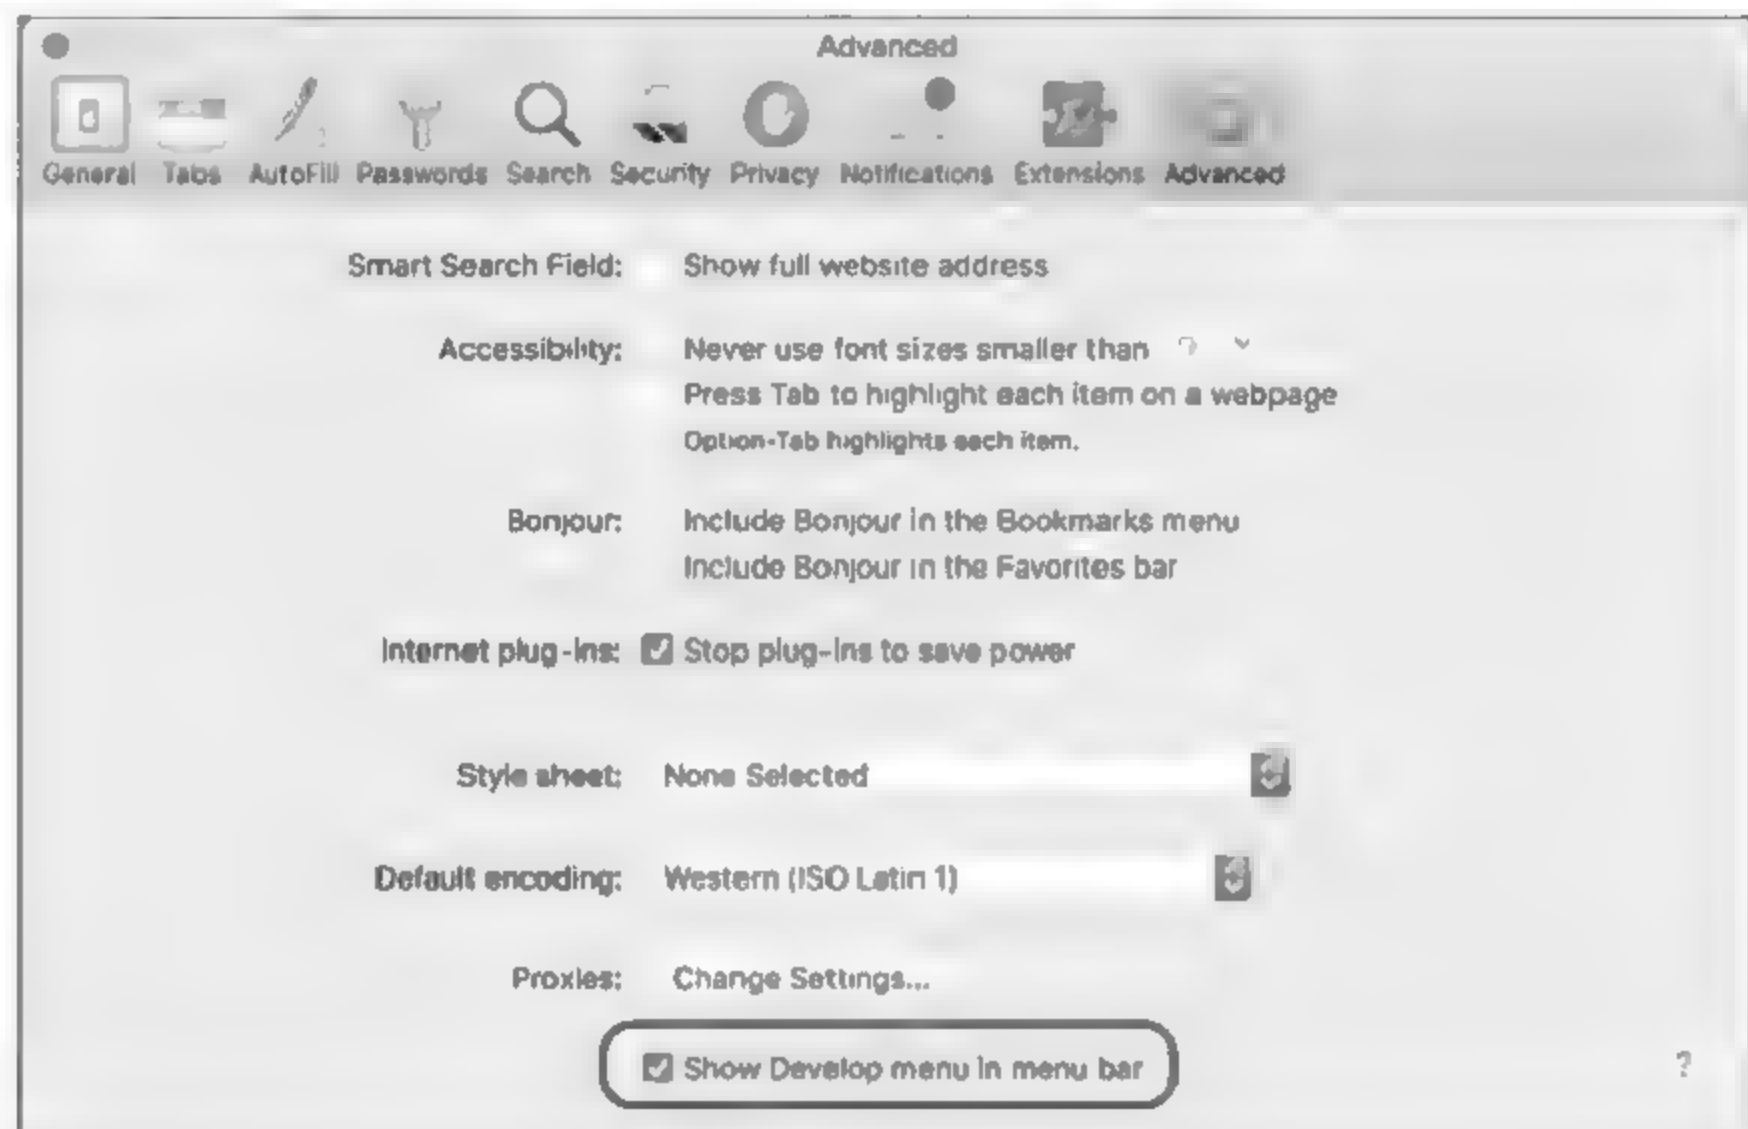 Advanced
General Tabs AutoFill Passwords Search Security Privacy Notifications Extensions Advanced
Smart Search Field: Show full website address
Accessibility: Never use font sizes smaller than
Press Tab to highlight each item on a webpage
Option-Tab highlights each item.
Bonjour: Include Bonjour in the Bookmarks menu
Include Bonjour in the Favorites bar
Internet plug-ins: Stop plug-ins to save power
Style sheet: None Selected
Default encoding: Western (ISO Latin 1)
Proxies: Change Settings...
Show Develop menu in menu bar
?